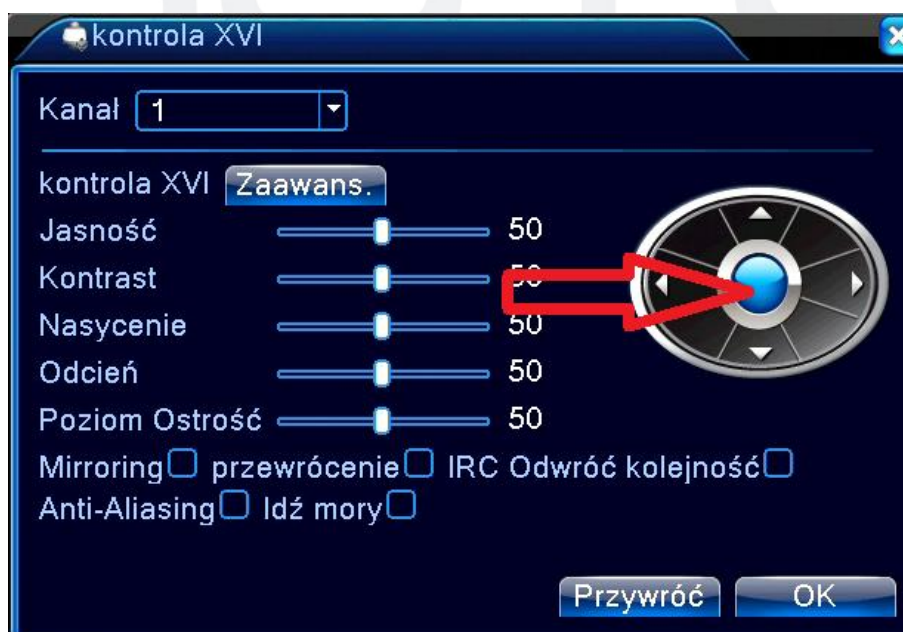 kontrola XVI
Kanał 1
kontrola XVI Zaawans.
Jasność 50
Kontrast 50
Nasycenie 50
Odcień 50
Poziom Ostrość 50
Mirroring przewrócenie IRC Odwróć kolejność
Anti-Aliasing Idź mory
Przywróć OK